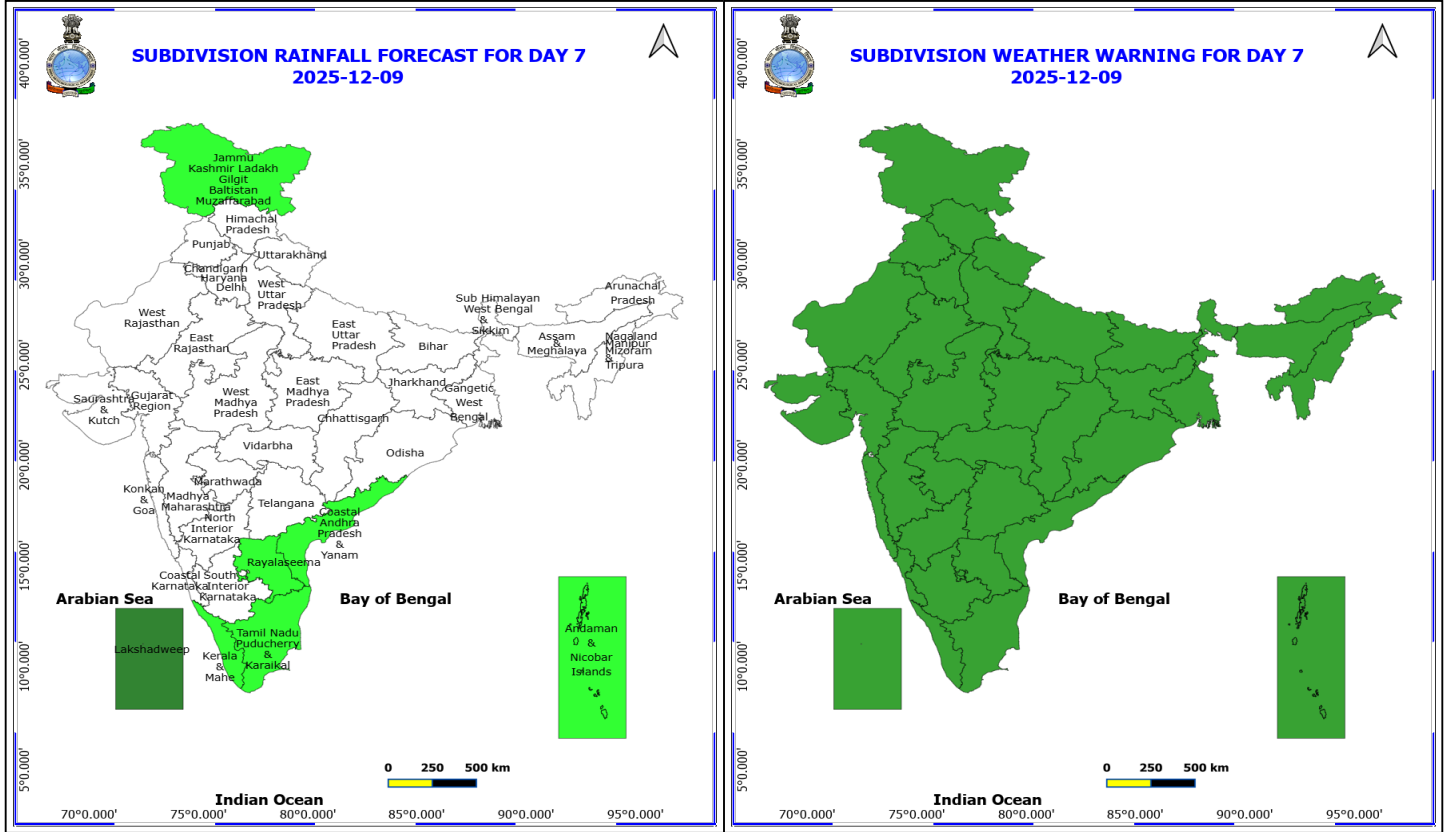 SUBDIVISION RAINFALL FORECAST FOR DAY 7
2025-12-09
40°0.000'
35°0.000'
30°0.000'
25°0.000'
20°0.000'
15°0.000'
10°0.000'
5°0.000'
Jammu
Kashmir Ladakh
Gilgit
Baltistan
Muzaffarabad
Himachal
Pradesh
Punjab
Uttarakhand
Chandigarh
Haryana
Delhi
West
Uttar
Pradesh
West
Rajasthan
East
Rajasthan
East
Uttar
Pradesh
Bihar
Sub Himalayan
West Bengal
&
Sikkim
Arunachal
Pradesh
Assam
&
Meghalaya
Nagaland
Manipur
Mizoram
&
Tripura
Saurashtra
&
Kutch
Gujarat
Region
West
Madhya
Pradesh
East
Madhya
Pradesh
Jharkhand
Gangetic
West
Bengal
Chhattisgarh
Vidarbha
Odisha
Konkan
&
Goa
Madhya
Maharashtra
Marathwada
Telangana
North
Interior
Karnataka
Coastal
Andhra
Pradesh
&
Yanam
Rayalaseema
Coastal
Karnataka
South
Interior
Karnataka
Tamil Nadu
Puducherry
&
Karaikal
Kerala
&
Mahe
Arabian Sea
Bay of Bengal
Lakshadweep
Andaman
&
Nicobar
Islands
0 250 500 km
Indian Ocean
70°0.000' 75°0.000' 80°0.000' 85°0.000' 90°0.000' 95°0.000'
SUBDIVISION WEATHER WARNING FOR DAY 7
2025-12-09
40°0.000'
35°0.000'
30°0.000'
25°0.000'
20°0.000'
15°0.000'
10°0.000'
5°0.000'
Arabian Sea
Bay of Bengal
0 250 500 km
Indian Ocean
70°0.000' 75°0.000' 80°0.000' 85°0.000' 90°0.000' 95°0.000'